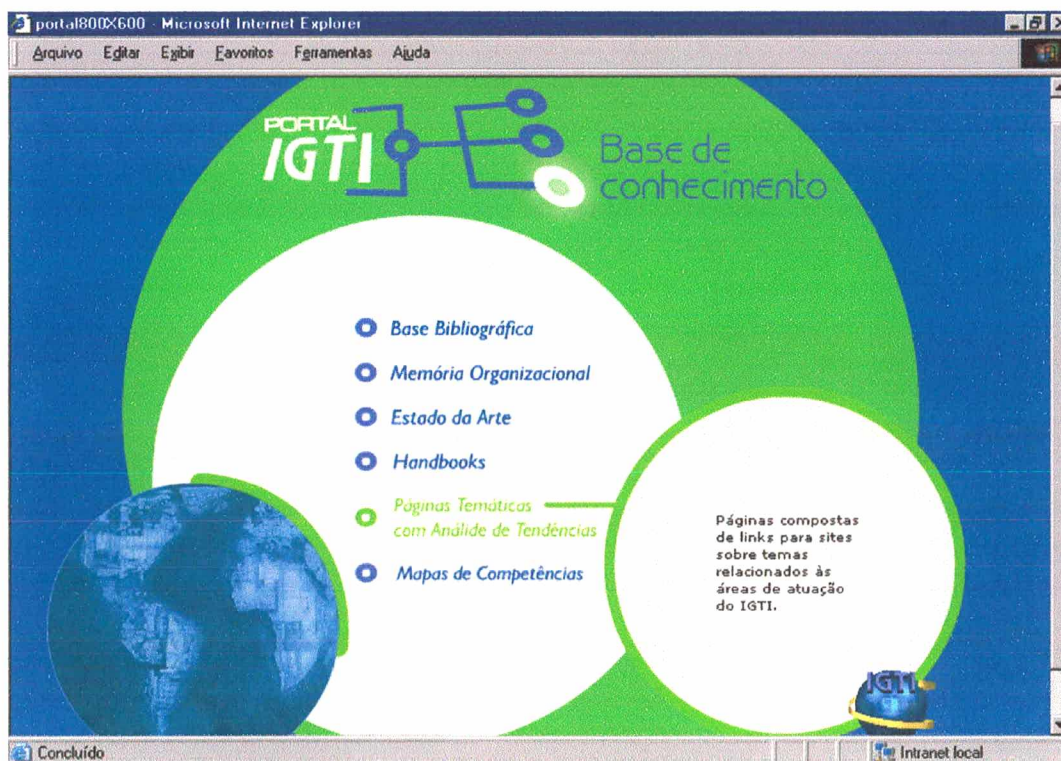 portal800X600 - Microsoft Internet Explorer
Arquivo Editar Exibir Favoritos Ferramentas Ajuda
PORTAL
IGTI
Base de
conhecimento
Base Bibliográfica
Memória Organizacional
Estado da Arte
Handbooks
Páginas Temáticas
com Análide de Tendências
Mapas de Competências
Páginas compostas
de links para sites
sobre temas
relacionados às
áreas de atuação
do IGTI.
IGTI
Concluído
Intranet local